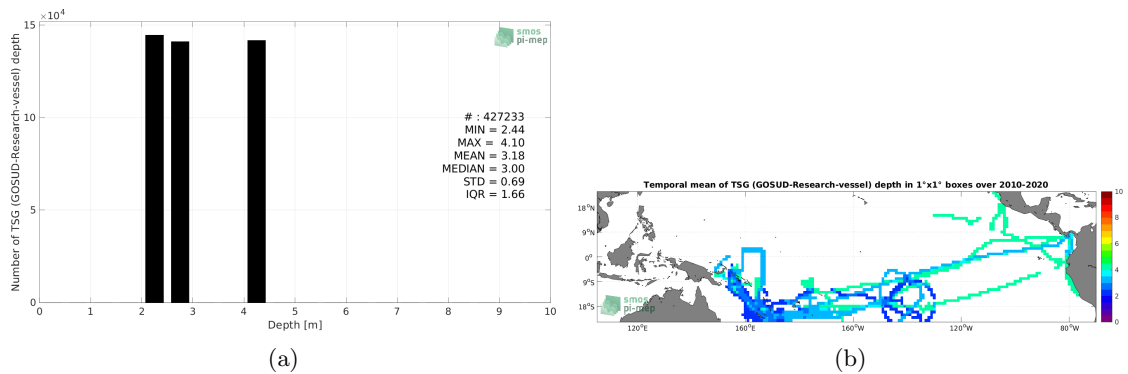 ×10⁴
15
10
5
0
Number of TSG (GOSUD-Research-vessel) depth
smos
pi-mep
# : 427233
MIN = 2.44
MAX = 4.10
MEAN = 3.18
MEDIAN = 3.00
STD = 0.69
IQR = 1.66
0 1 2 3 4 5 6 7 8 9 10
Depth [m]
(a)
Temporal mean of TSG (GOSUD-Research-vessel) depth in 1°x1° boxes over 2010-2020
18°N
9°N
0°
9°S
18°S
smos
pi-mep
120°E 160°E 160°W 120°W 80°W
10
8
6
4
2
0
(b)